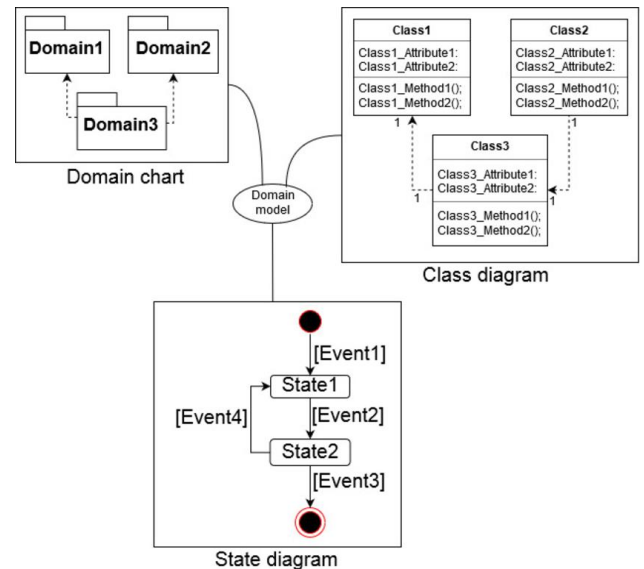 Domain1
Domain2
Domain3
Domain chart
Class1
Class1_Attribute1:
Class1_Attribute2:
Class1_Method1();
Class1_Method2();
1
Class2
Class2_Attribute1:
Class2_Attribute2:
Class2_Method1();
Class2_Method2();
1
Class3
Class3_Attribute1:
Class3_Attribute2:
Class3_Method1();
Class3_Method2();
1
1
Class diagram
Domain
model
[Event1]
State1
[Event4]
[Event2]
State2
[Event3]
State diagram